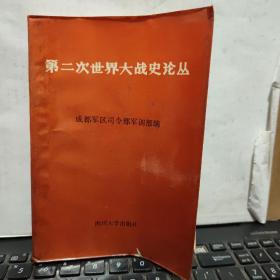 第二次世界大战史论丛
成都军区司令部军训部编
四川大学出版社